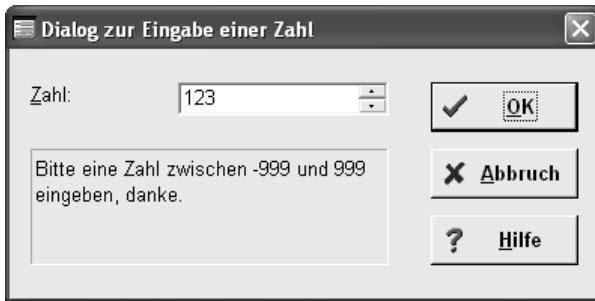 Dialog zur Eingabe einer Zahl
Zahl:
123
OK
Bitte eine Zahl zwischen -999 und 999
eingeben, danke.
Abbruch
Hilfe